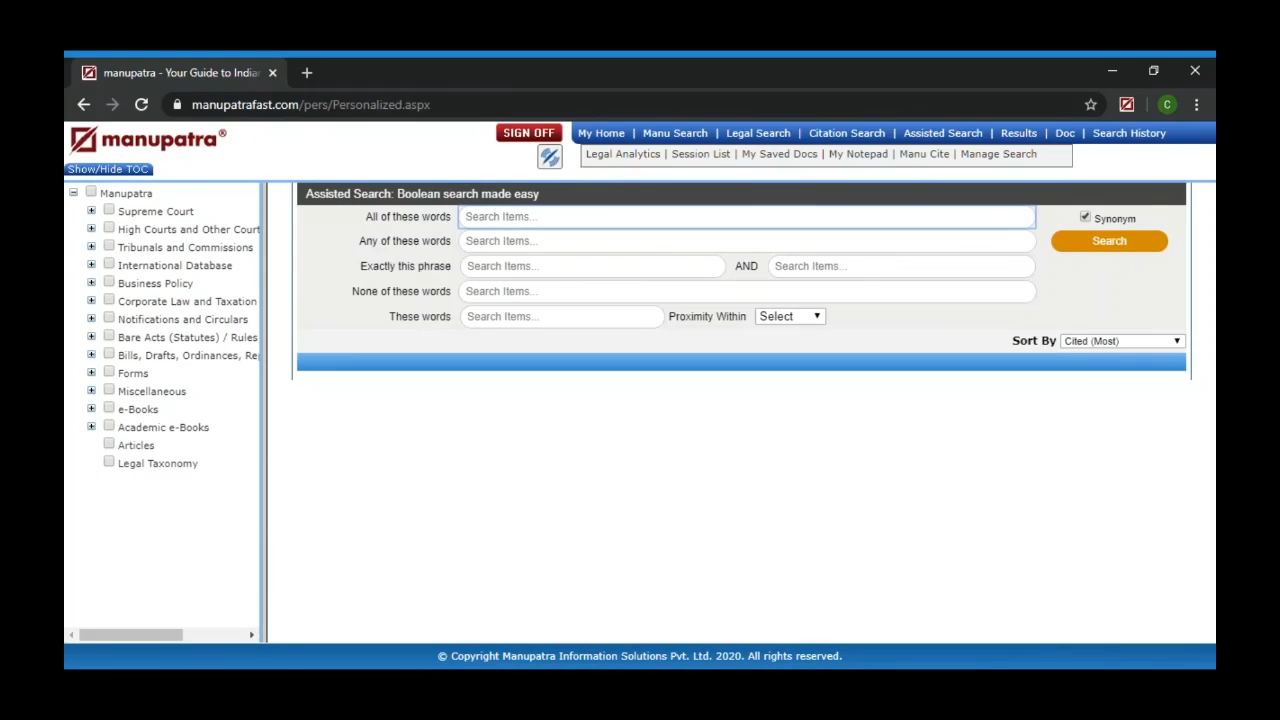 manupatra - Your Guide to Indian
manupatrafast.com/pers/Personalized.aspx
C
manupatra®
SIGN OFF
My Home | Manu Search | Legal Search | Citation Search | Assisted Search | Results | Doc | Search History
Legal Analytics | Session List | My Saved Docs | My Notepad | Manu Cite | Manage Search
Show/Hide TOC
Manupatra
Supreme Court
High Courts and Other Court
Tribunals and Commissions
International Database
Business Policy
Corporate Law and Taxation
Notifications and Circulars
Bare Acts (Statutes) / Rules
Bills, Drafts, Ordinances, Rep
Forms
Miscellaneous
e-Books
Academic e-Books
Articles
Legal Taxonomy
Assisted Search: Boolean search made easy
All of these words Search Items... Synonym
Any of these words Search Items... Search
Exactly this phrase Search Items... AND Search Items...
None of these words Search Items...
These words Search Items... Proximity Within Select
Sort By Cited (Most)
© Copyright Manupatra Information Solutions Pvt. Ltd. 2020. All rights reserved.